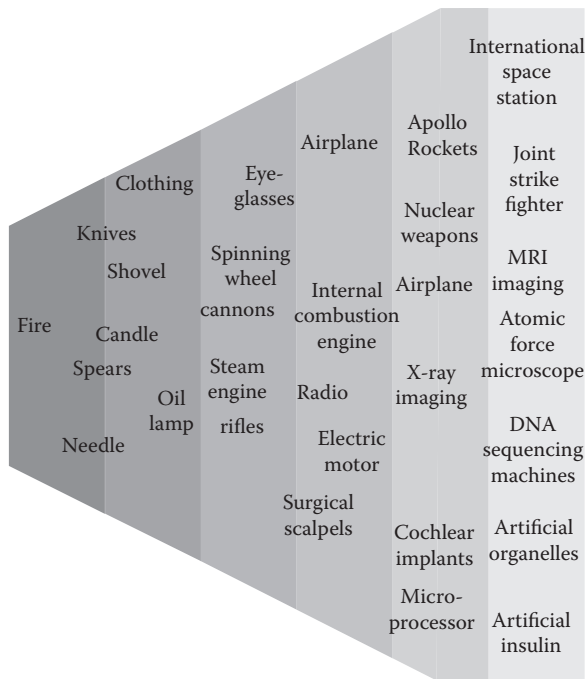 Fire
Knives
Spears
Needle
Clothing
Shovel
Candle
Oil
lamp
Eye-
glasses
Spinning
wheel
cannons
Steam
engine
rifles
Airplane
Internal
combustion
engine
Radio
Electric
motor
Surgical
scalpels
Apollo
Rockets
Nuclear
weapons
Airplane
X-ray
imaging
Cochlear
implants
Micro-
processor
International
space
station
Joint
strike
fighter
MRI
imaging
Atomic
force
microscope
DNA
sequencing
machines
Artificial
organelles
Artificial
insulin